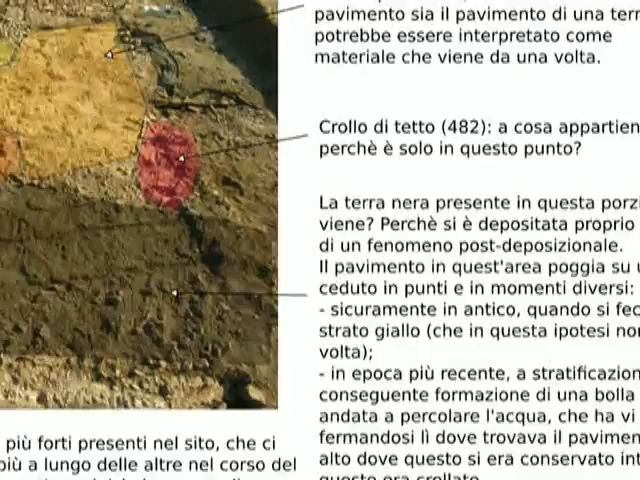 pavimento sia il pavimento di una terr
potrebbe essere interpretato come
materiale che viene da una volta.
Crollo di tetto (482): a cosa appartien
perchè è solo in questo punto?
La terra nera presente in questa porzi
viene? Perchè si è depositata proprio
di un fenomeno post-deposizionale.
Il pavimento in quest'area poggia su u
ceduto in punti e in momenti diversi:
- sicuramente in antico, quando si fec
strato giallo (che in questa ipotesi no
volta);
- in epoca più recente, a stratificazion
conseguente formazione di una bolla
andata a percolare l'acqua, che ha vi
fermandosi lì dove trovava il pavimen
alto dove questo si era conservato int
questo era crollato
più forti presenti nel sito, che ci
più a lungo delle altre nel corso del